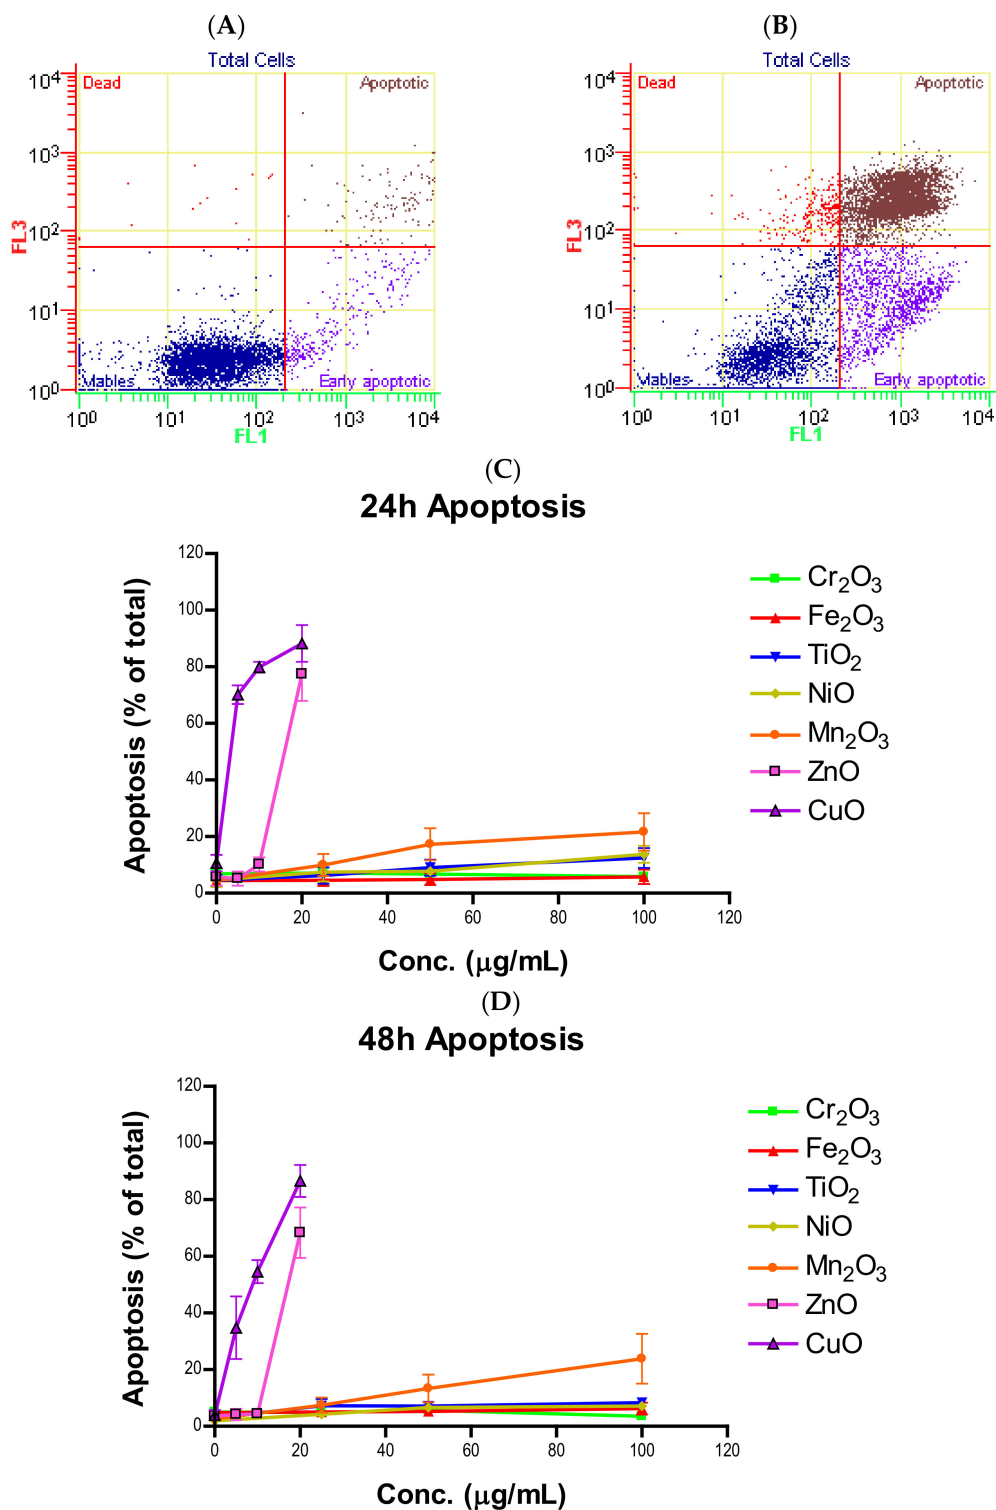 (A)
Total Cells
Dead
Apoptotic
10⁴
10³
10²
10¹
10⁰
FL3
Early apoptotic
10⁰ 10¹ 10² 10³ 10⁴
FL1
(B)
Total Cells
Dead
Apoptotic
10⁴
10³
10²
10¹
10⁰
FL3
Early apoptotic
10⁰ 10¹ 10² 10³ 10⁴
FL1
(C)
24h Apoptosis
Apoptosis (% of total)
120
100
80
60
40
20
0
0 20 40 60 80 100 120
Conc. (µg/mL)
Cr₂O₃
Fe₂O₃
TiO₂
NiO
Mn₂O₃
ZnO
CuO
(D)
48h Apoptosis
Apoptosis (% of total)
120
100
80
60
40
20
0
0 20 40 60 80 100 120
Conc. (µg/mL)
Cr₂O₃
Fe₂O₃
TiO₂
NiO
Mn₂O₃
ZnO
CuO